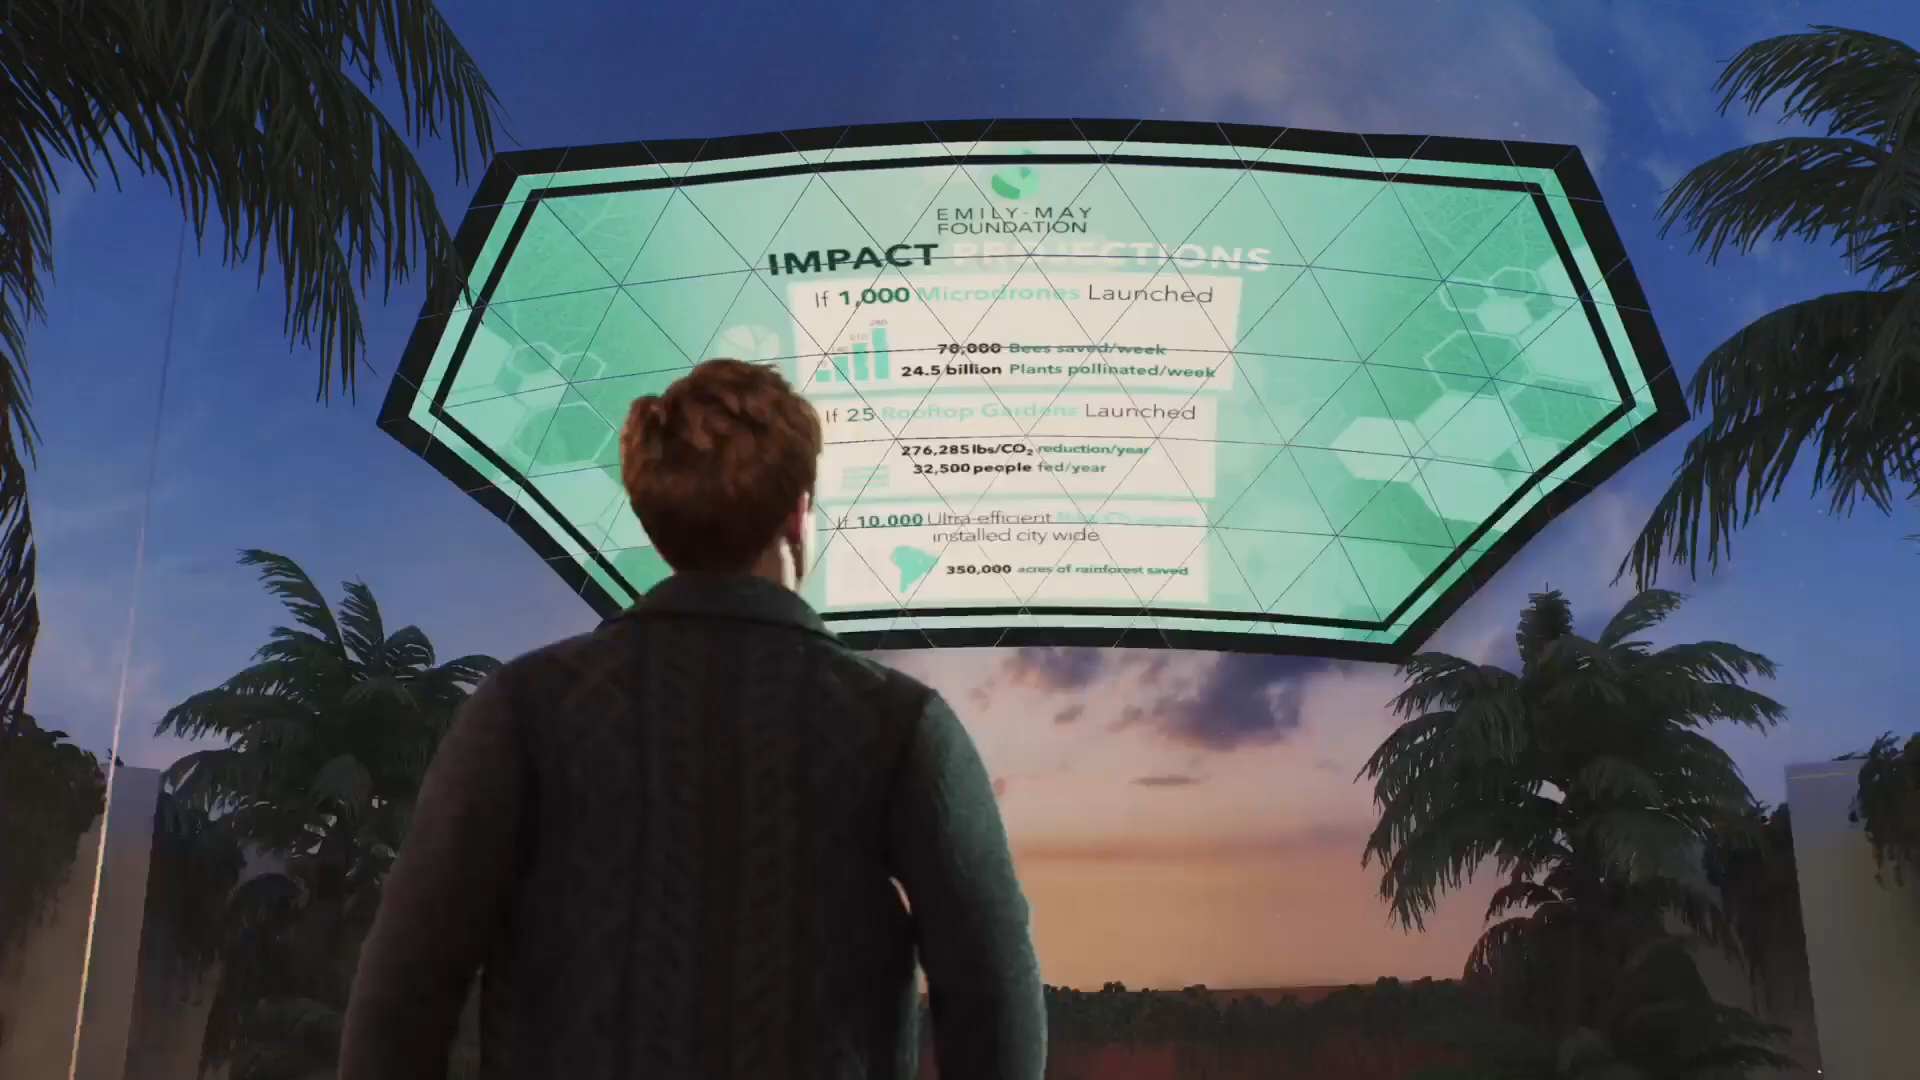 EMILY-MAY
FOUNDATION
IMPACT PROJECTIONS
If 1,000 Microdrones Launched
210
280
70,000 Bees saved/week
24.5 billion Plants pollinated/week
If 25 Rooftop Gardens Launched
276,285 lbs/CO₂ reduction/year
32,500 people fed/year
If 10,000 Ultra-efficient
installed city wide
350,000 acres of rainforest saved